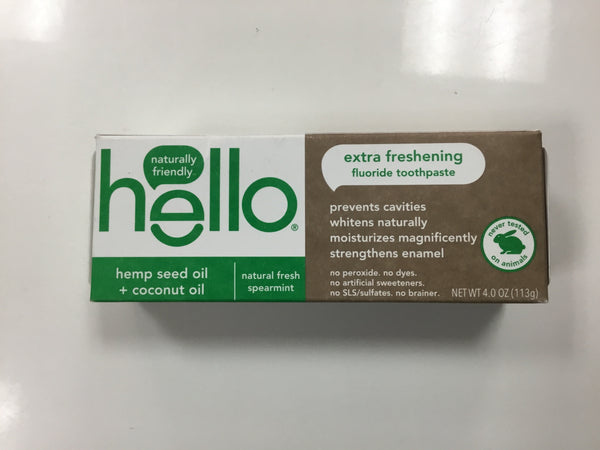 naturally
friendly™
hello®
hemp seed oil
+ coconut oil
natural fresh
spearmint
extra freshening
fluoride toothpaste
prevents cavities
whitens naturally
moisturizes magnificently
strengthens enamel
no peroxide. no dyes.
no artificial sweeteners.
no SLS/sulfates. no brainer.
never tested
on animals
NET WT 4.0 OZ (113g)